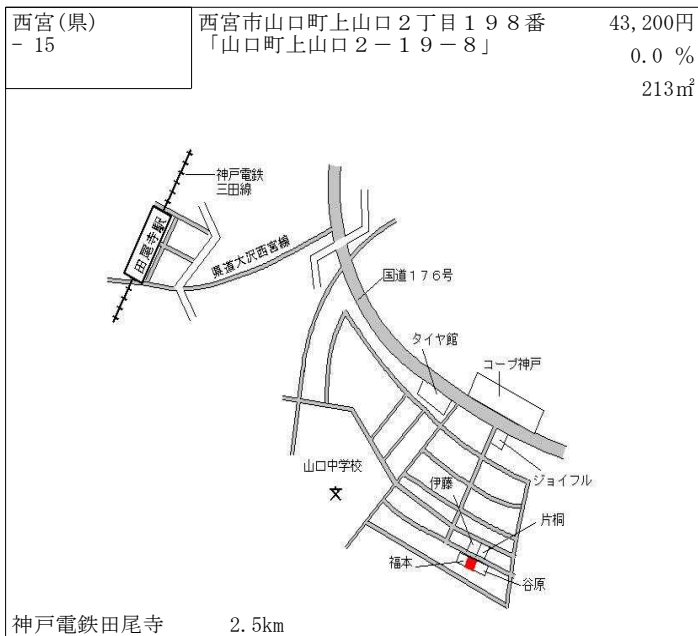 西宮(県)
- 15
西宮市山口町上山口２丁目１９８番
「山口町上山口２－１９－８」
43,200円
0.0 %
213㎡
神戸電鉄
三田線
田尾寺駅
県道大沢西宮線
国道１７６号
タイヤ館
コープ神戸
山口中学校
文
ジョイフル
伊藤
片桐
福本
谷原
神戸電鉄田尾寺 2.5km